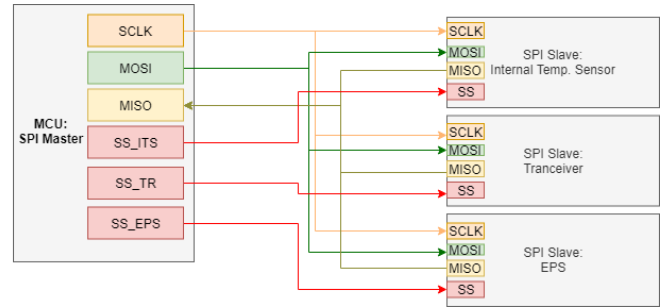 SCLK
MOSI
MISO
MCU:
SPI Master
SS_ITS
SS_TR
SS_EPS
SCLK
MOSI
MISO
SS
SPI Slave:
Internal Temp. Sensor
SCLK
MOSI
MISO
SS
SPI Slave:
Tranceiver
SCLK
MOSI
MISO
SS
SPI Slave:
EPS